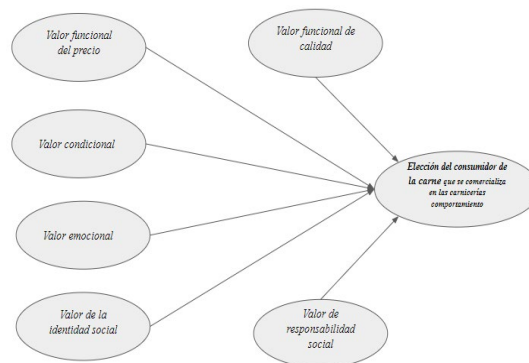 Valor funcional
del precio
Valor funcional de
calidad
Valor condicional
Elección del consumidor de
la carne que se comercializa
en las carnicerías
comportamiento
Valor emocional
Valor de la
identidad social
Valor de
responsabilidad
social